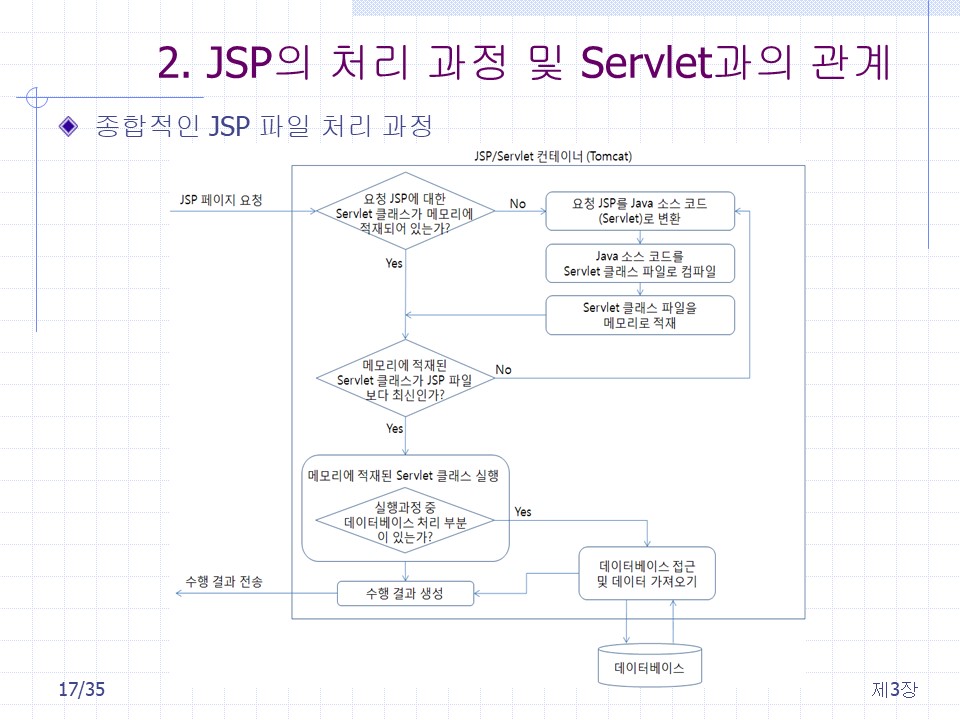 2. JSP의 처리 과정 및 Servlet과의 관계
종합적인 JSP 파일 처리 과정
JSP/Servlet 컨테이너 (Tomcat)
JSP 페이지 요청
요청 JSP에 대한
Servlet 클래스가 메모리에
적재되어 있는가?
No
요청 JSP를 Java 소스 코드
(Servlet)로 변환
Yes
Java 소스 코드를
Servlet 클래스 파일로 컴파일
Servlet 클래스 파일을
메모리로 적재
메모리에 적재된
Servlet 클래스가 JSP 파일
보다 최신인가?
No
Yes
메모리에 적재된 Servlet 클래스 실행
실행과정 중
데이터베이스 처리 부분
이 있는가?
Yes
데이터베이스 접근
및 데이터 가져오기
수행 결과 전송
수행 결과 생성
데이터베이스
17/35
제3장